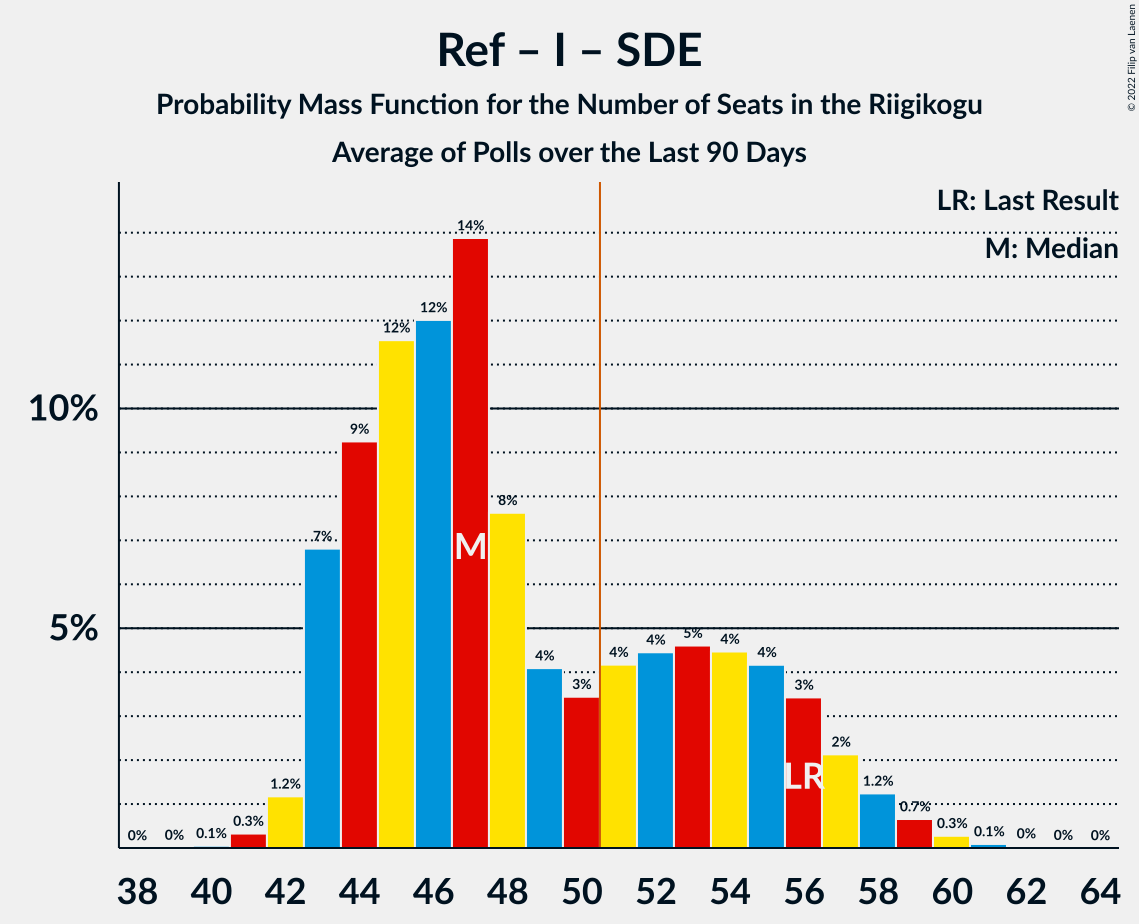 Ref – I – SDE
Probability Mass Function for the Number of Seats in the Riigikogu
Average of Polls over the Last 90 Days
© 2022 Filip van Laenen
LR: Last Result
M: Median
10%
5%
0% 0% 0.1% 0.3% 1.2% 7% 9% 12% 12% 14% 8% 4% 3% 4% 4% 5% 4% 4% 3% 2% 1.2% 0.7% 0.3% 0.1% 0% 0% 0%
M
LR
38 40 42 44 46 48 50 52 54 56 58 60 62 64